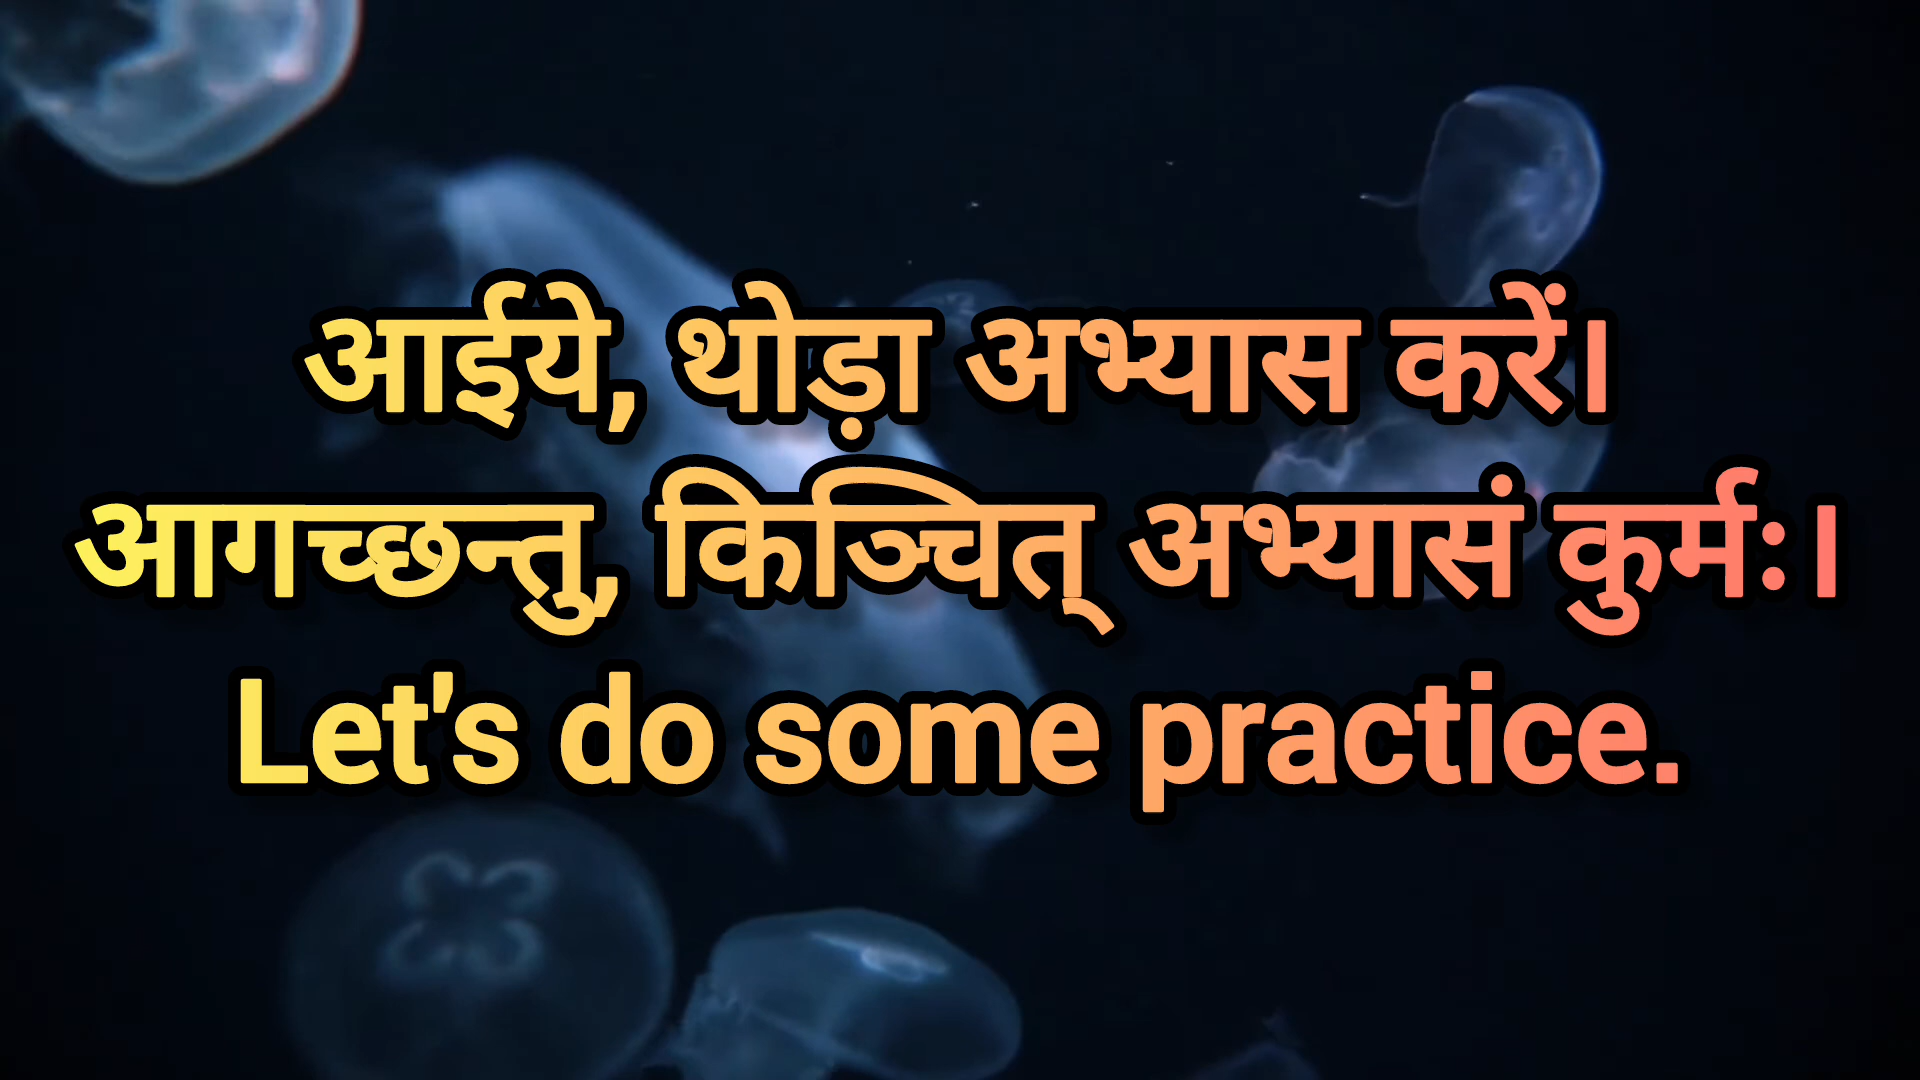 आईये, थोड़ा अभ्यास करें।
आगच्छन्तु, किञ्चित् अभ्यासं कुर्मः।
Let's do some practice.